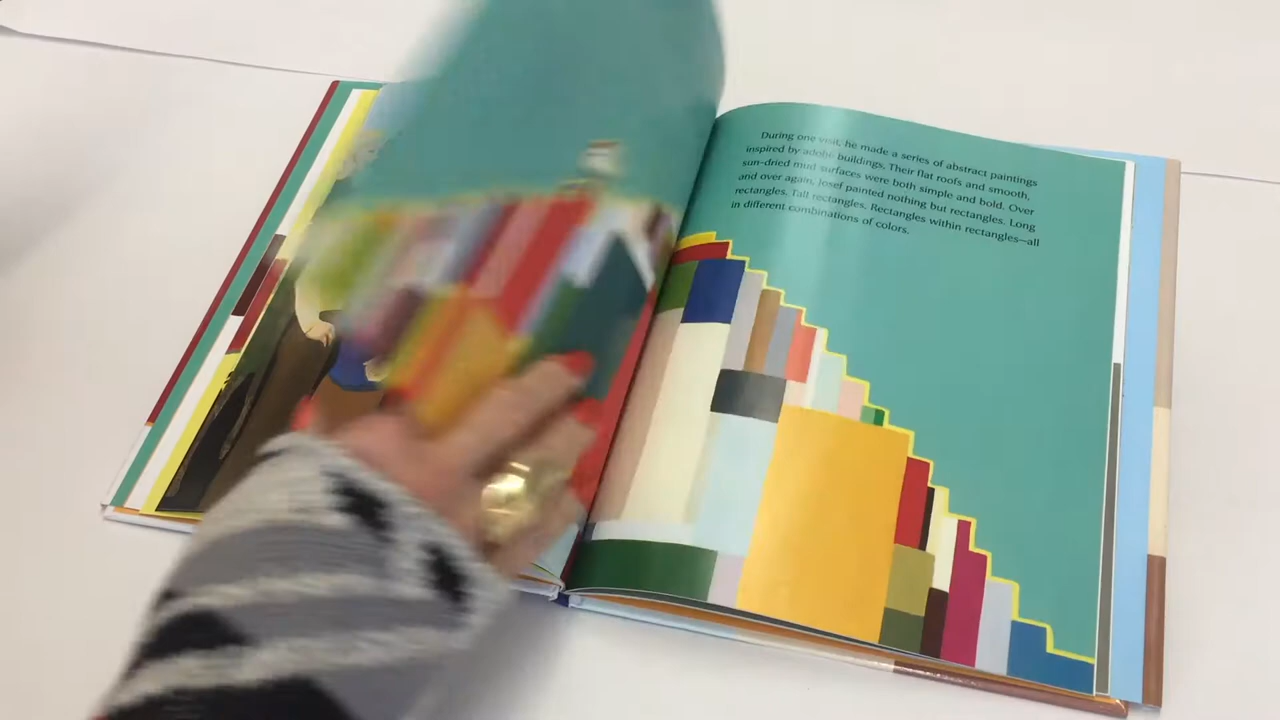 During one visit, he made a series of abstract paintings
inspired by adobe buildings. Their flat roofs and smooth,
sun-dried mud surfaces were both simple and bold. Over
and over again, Josef painted nothing but rectangles. Long
rectangles. Tall rectangles. Rectangles within rectangles—all
in different combinations of colors.